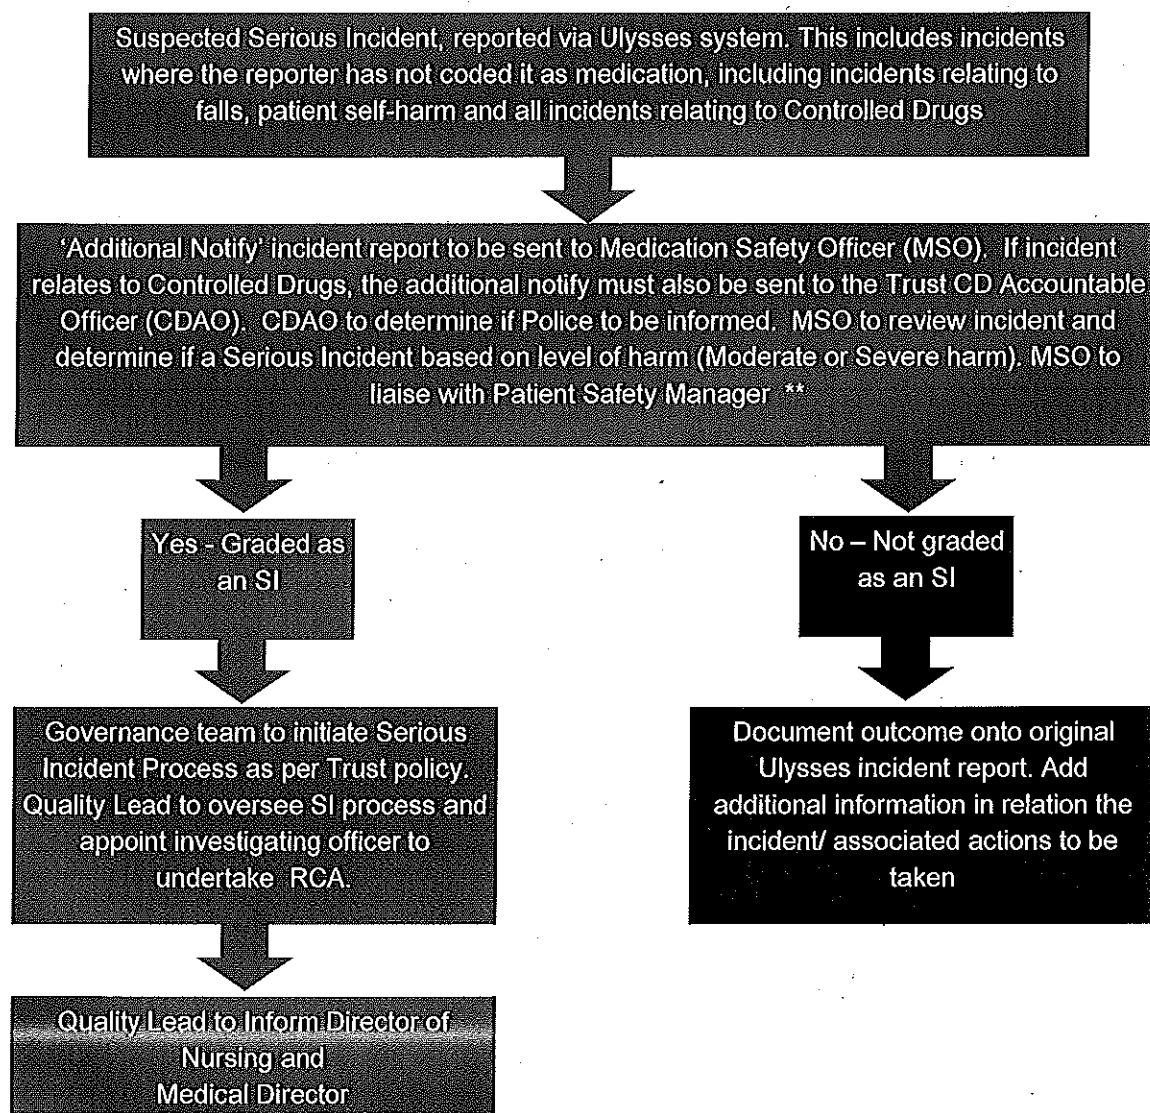 Suspected Serious Incident, reported via Ulysses system. This includes incidents
where the reporter has not coded it as medication, including incidents relating to
falls, patient self-harm and all incidents relating to Controlled Drugs
‘Additional Notify’ incident report to be sent to Medication Safety Officer (MSO). If incident
relates to Controlled Drugs, the additional notify must also be sent to the Trust CD Accountable
Officer (CDAO). CDAO to determine if Police to be informed. MSO to review incident and
determine if a Serious Incident based on level of harm (Moderate or Severe harm). MSO to
liaise with Patient Safety Manager **
Yes - Graded as
an SI
Governance team to initiate Serious
Incident Process as per Trust policy.
Quality Lead to oversee SI process and
appoint investigating officer to
undertake RCA.
Quality Lead to Inform Director of
Nursing and
Medical Director
No – Not graded
as an SI
Document outcome onto original
Ulysses incident report. Add
additional information in relation the
incident/ associated actions to be
taken